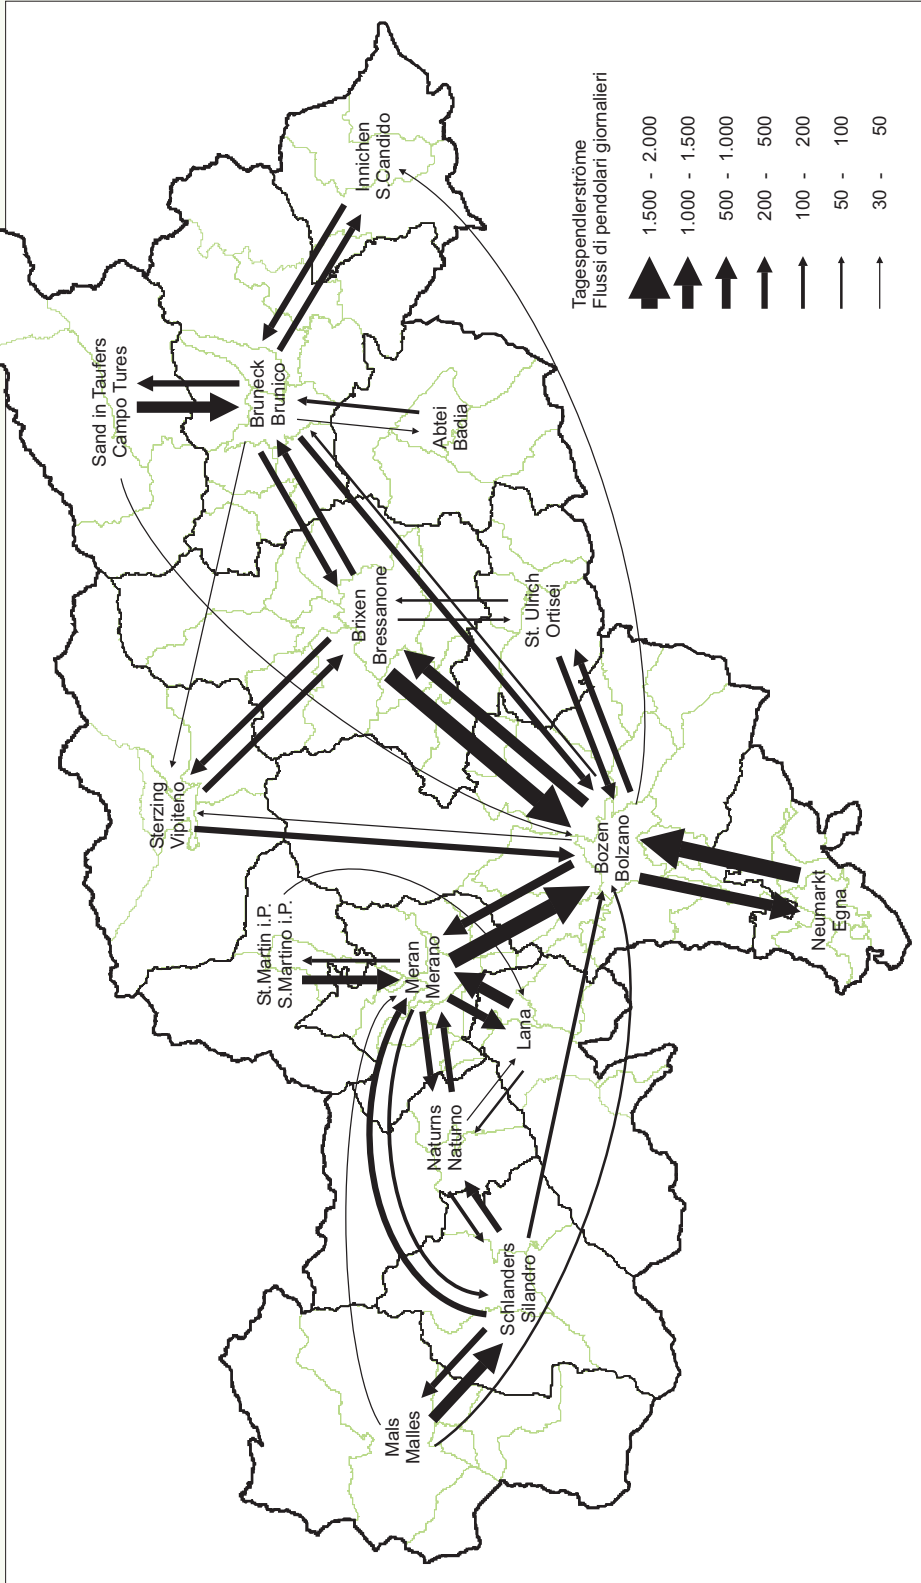 Sand in Taufers
Campo Tures
Innichen
S.Candido
Bruneck
Brunico
Abtei
Badia
Sterzing
Vipiteno
Brixen
Bressanone
St. Ulrich
Ortisei
St.Martin i.P.
S.Martino i.P.
Meran
Merano
Bozen
Bolzano
Lana
Naturns
Naturno
Neumarkt
Egna
Schlanders
Silandro
Mals
Malles
Tagespendlerströme
Flussi di pendolari giornalieri
1.500 - 2.000
1.000 - 1.500
500 - 1.000
200 - 500
100 - 200
50 - 100
30 - 50